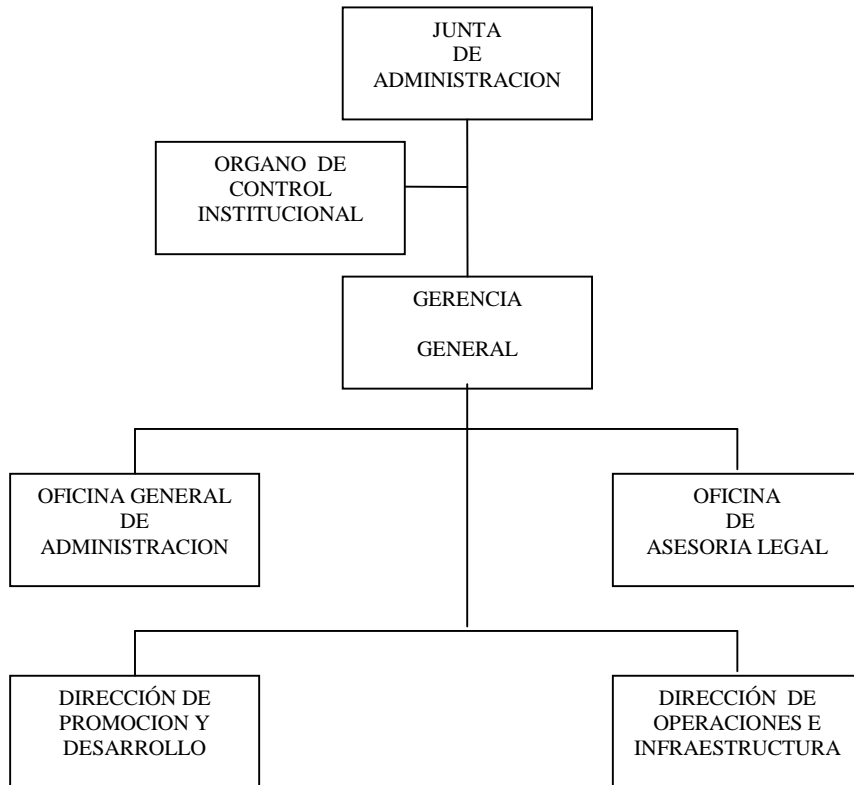 JUNTA
DE
ADMINISTRACION
ORGANO DE
CONTROL
INSTITUCIONAL
GERENCIA
GENERAL
OFICINA GENERAL
DE
ADMINISTRACION
OFICINA
DE
ASESORIA LEGAL
DIRECCIÓN DE
PROMOCION Y
DESARROLLO
DIRECCIÓN DE
OPERACIONES E
INFRAESTRUCTURA